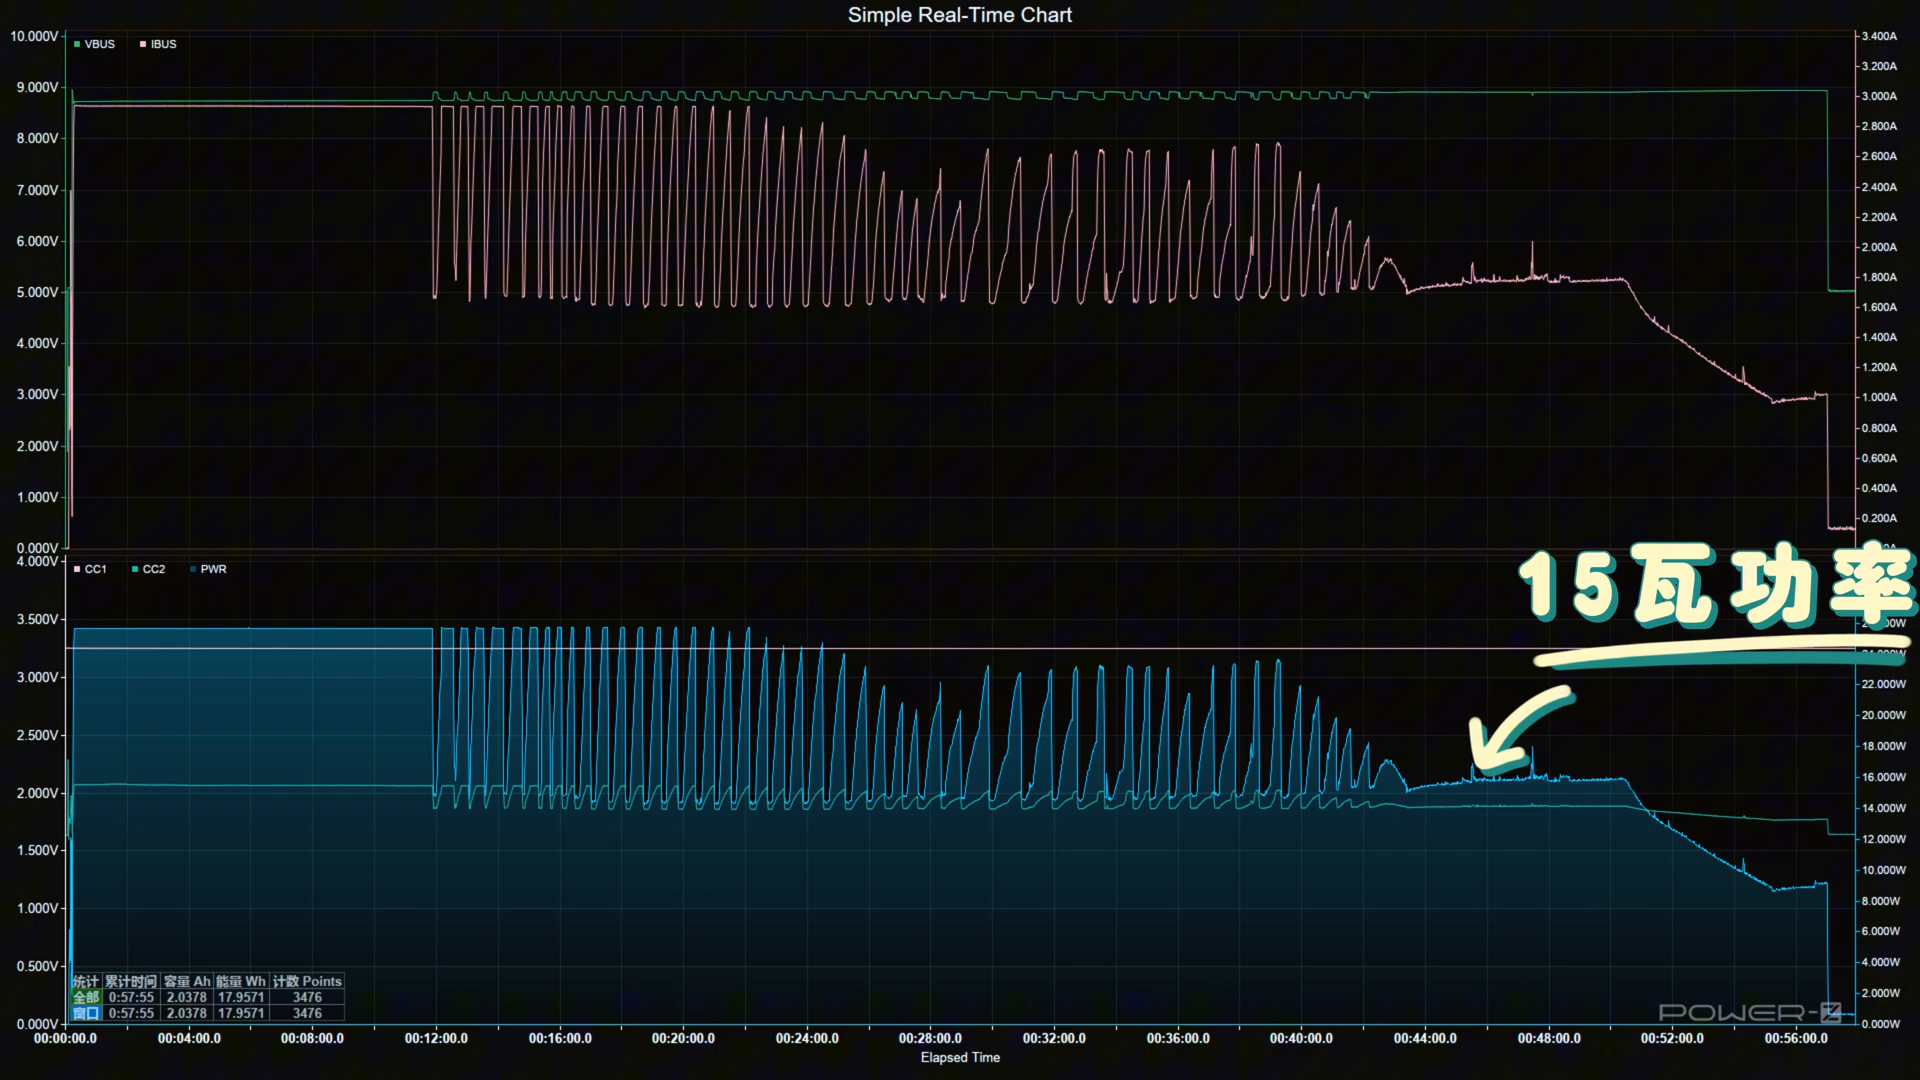 Simple Real-Time Chart
VBUS IBUS
10.000V
9.000V
8.000V
7.000V
6.000V
5.000V
4.000V
3.000V
2.000V
1.000V
0.000V
3.400A
3.200A
3.000A
2.800A
2.600A
2.400A
2.200A
2.000A
1.800A
1.600A
1.400A
1.200A
1.000A
0.800A
0.600A
0.400A
0.200A
15瓦功率
CC1 CC2 PWR
4.000V
3.500V
3.000V
2.500V
2.000V
1.500V
1.000V
0.500V
0.000V
22.000W
20.000W
18.000W
16.000W
14.000W
12.000W
10.000W
8.000W
6.000W
4.000W
2.000W
0.000W
统计 累计时间 容量 Ah 能量 Wh 计数 Points
全部 0:57:55 2.0378 17.9571 3476
窗口 0:57:55 2.0378 17.9571 3476
POWER-Z
00:00:00.0 00:04:00.0 00:08:00.0 00:12:00.0 00:16:00.0 00:20:00.0 00:24:00.0 00:28:00.0 00:32:00.0 00:36:00.0 00:40:00.0 00:44:00.0 00:48:00.0 00:52:00.0 00:56:00.0
Elapsed Time